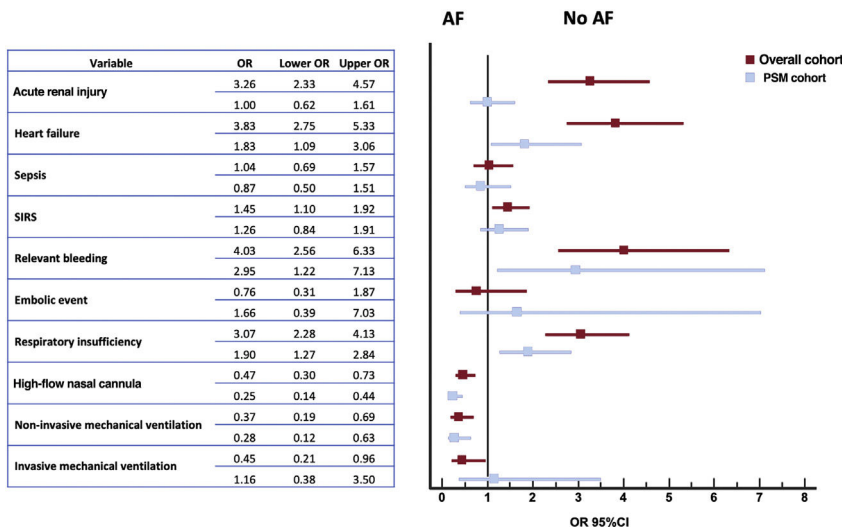 AF No AF
Variable OR Lower OR Upper OR
Acute renal injury 3.26 2.33 4.57
1.00 0.62 1.61
Heart failure 3.83 2.75 5.33
1.83 1.09 3.06
Sepsis 1.04 0.69 1.57
0.87 0.50 1.51
SIRS 1.45 1.10 1.92
1.26 0.84 1.91
Relevant bleeding 4.03 2.56 6.33
2.95 1.22 7.13
Embolic event 0.76 0.31 1.87
1.66 0.39 7.03
Respiratory insufficiency 3.07 2.28 4.13
1.90 1.27 2.84
High-flow nasal cannula 0.47 0.30 0.73
0.25 0.14 0.44
Non-invasive mechanical ventilation 0.37 0.19 0.69
0.28 0.12 0.63
Invasive mechanical ventilation 0.45 0.21 0.96
1.16 0.38 3.50
Overall cohort
PSM cohort
0 1 2 3 4 5 6 7 8
OR 95%CI